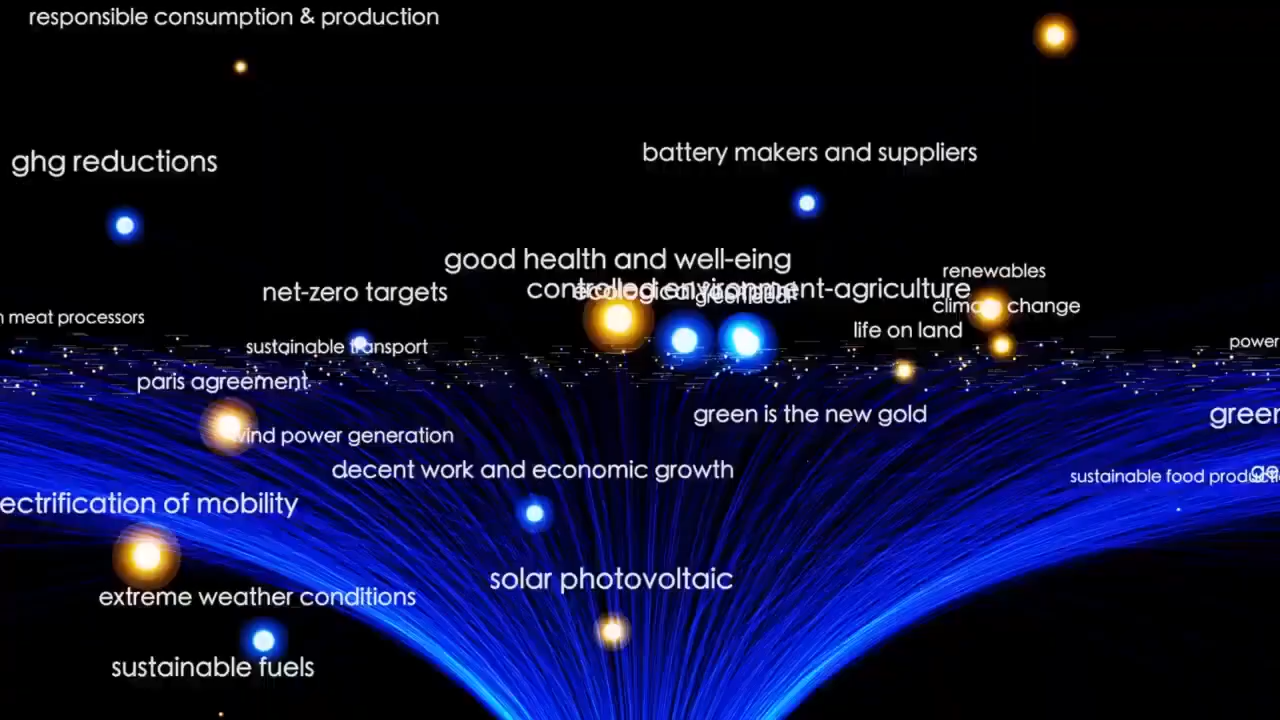 responsible consumption & production
ghg reductions
battery makers and suppliers
good health and well-eing
renewables
net-zero targets
controlled environment-agriculture
climate change
meat processors
life on land
sustainable transport
power
paris agreement
green is the new gold
green
wind power generation
decent work and economic growth
sustainable food
ectrification of mobility
solar photovoltaic
extreme weather conditions
sustainable fuels